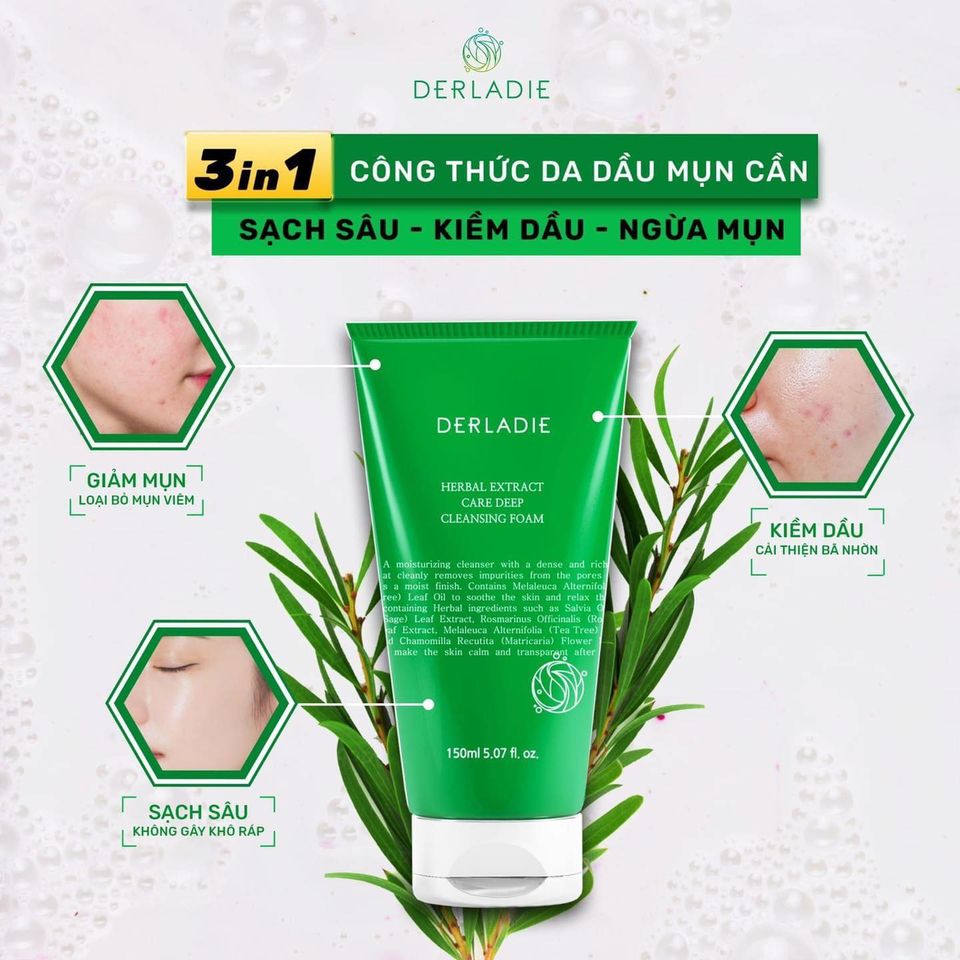 DERLADIE
3in1 CÔNG THỨC DA DẦU MỤN CẦN
SẠCH SÂU - KIỀM DẦU - NGỪA MỤN
GIẢM MỤN
LOẠI BỎ MỤN VIÊM
KIỀM DẦU
CẢI THIỆN BÃ NHỜN
SẠCH SÂU
KHÔNG GÂY KHÔ RÁP
DERLADIE
HERBAL EXTRACT
CARE DEEP
CLEANSING FOAM
A moisturizing cleanser with a dense and rich
at cleanly removes impurities from the pores
s a moist finish. Contains Melaleuca Alternifo
ree) Leaf Oil to soothe the skin and relax th
containing Herbal ingredients such as Salvia O
Sage) Leaf Extract, Rosmarinus Officinalis (Ro
eaf Extract, Melaleuca Alternifolia (Tea Tree)
d Chamomilla Recutita (Matricaria) Flower
make the skin calm and transparent after
150ml 5.07 fl. oz.